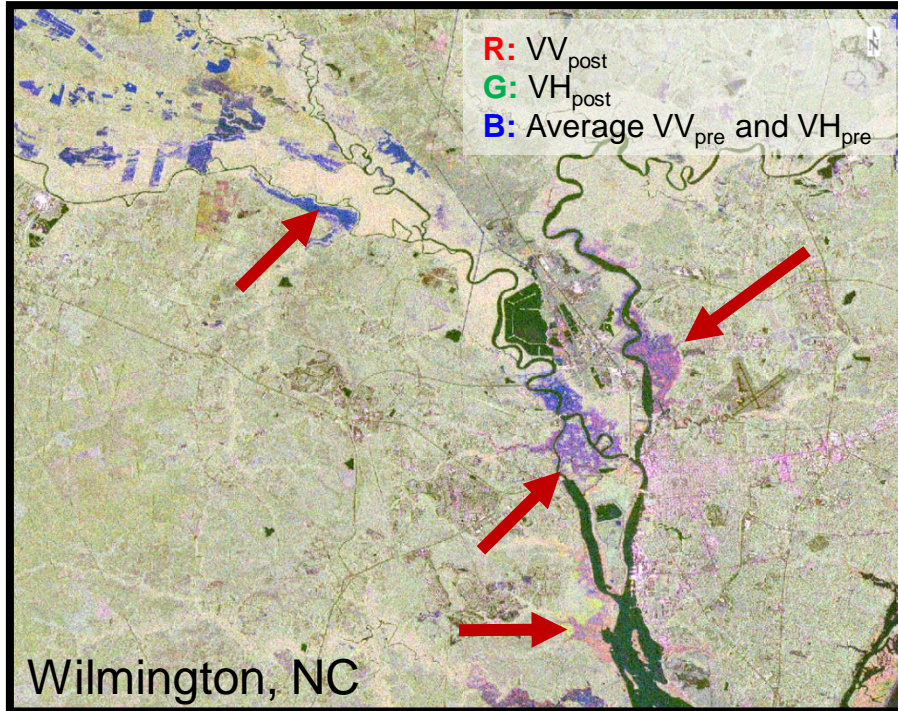 R: VVpost
G: VHpost
B: Average VVpre and VHpre
N
Wilmington, NC